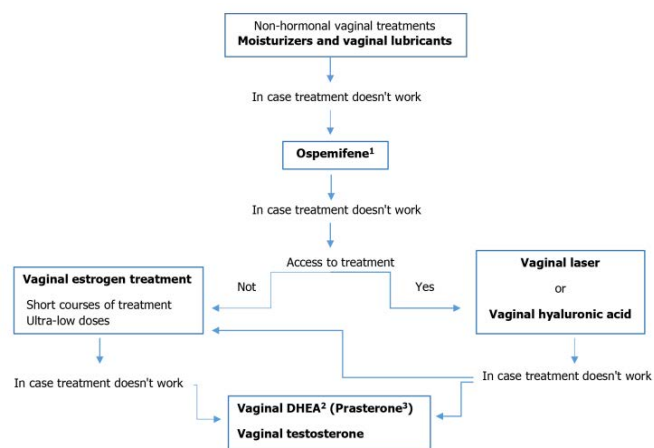 Non-hormonal vaginal treatments
Moisturizers and vaginal lubricants
In case treatment doesn't work
Ospemifene¹
In case treatment doesn't work
Access to treatment
Not
Yes
Vaginal estrogen treatment
Short courses of treatment
Ultra-low doses
Vaginal laser
or
Vaginal hyaluronic acid
In case treatment doesn't work
In case treatment doesn't work
Vaginal DHEA² (Prasterone³)
Vaginal testosterone